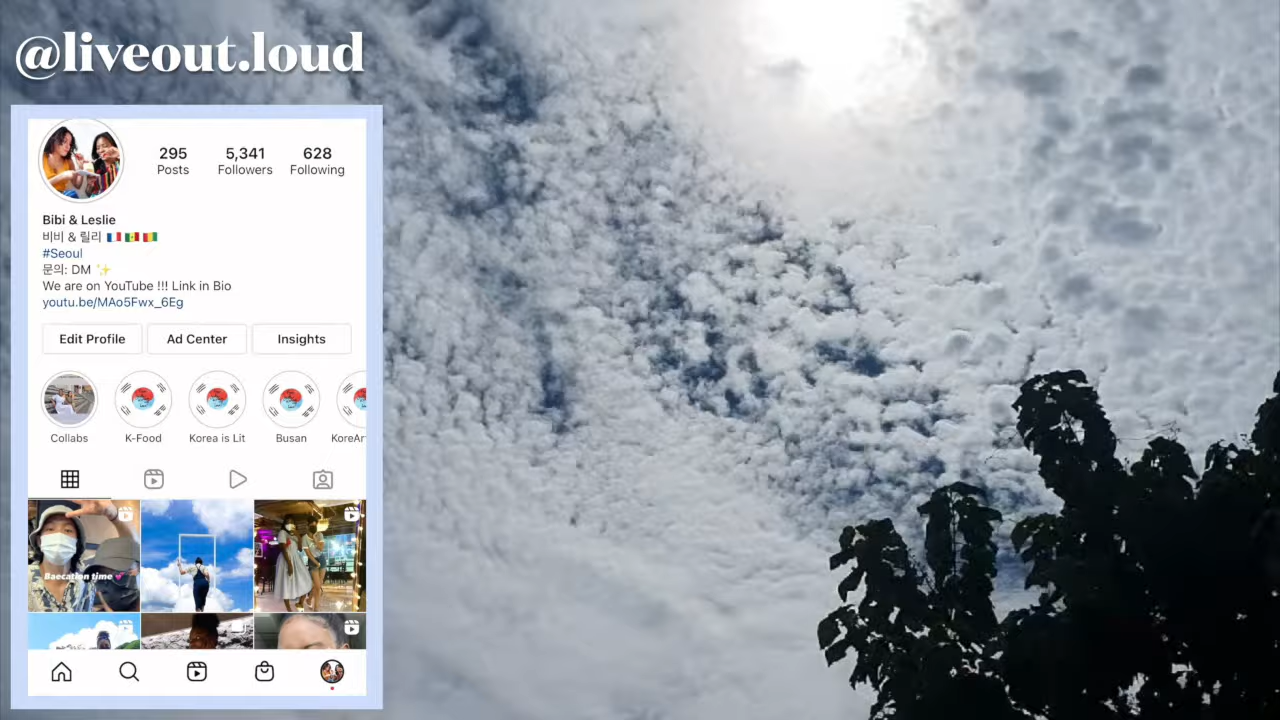 @liveout.loud
295 5,341 628
Posts Followers Following
Bibi & Leslie
비비 & 릴리
#Seoul
문의: DM
We are on YouTube !!! Link in Bio
youtu.be/MAo5Fwx_6Eg
Edit Profile Ad Center Insights
Collabs K-Food Korea is Lit Busan KoreAr
Baecation time